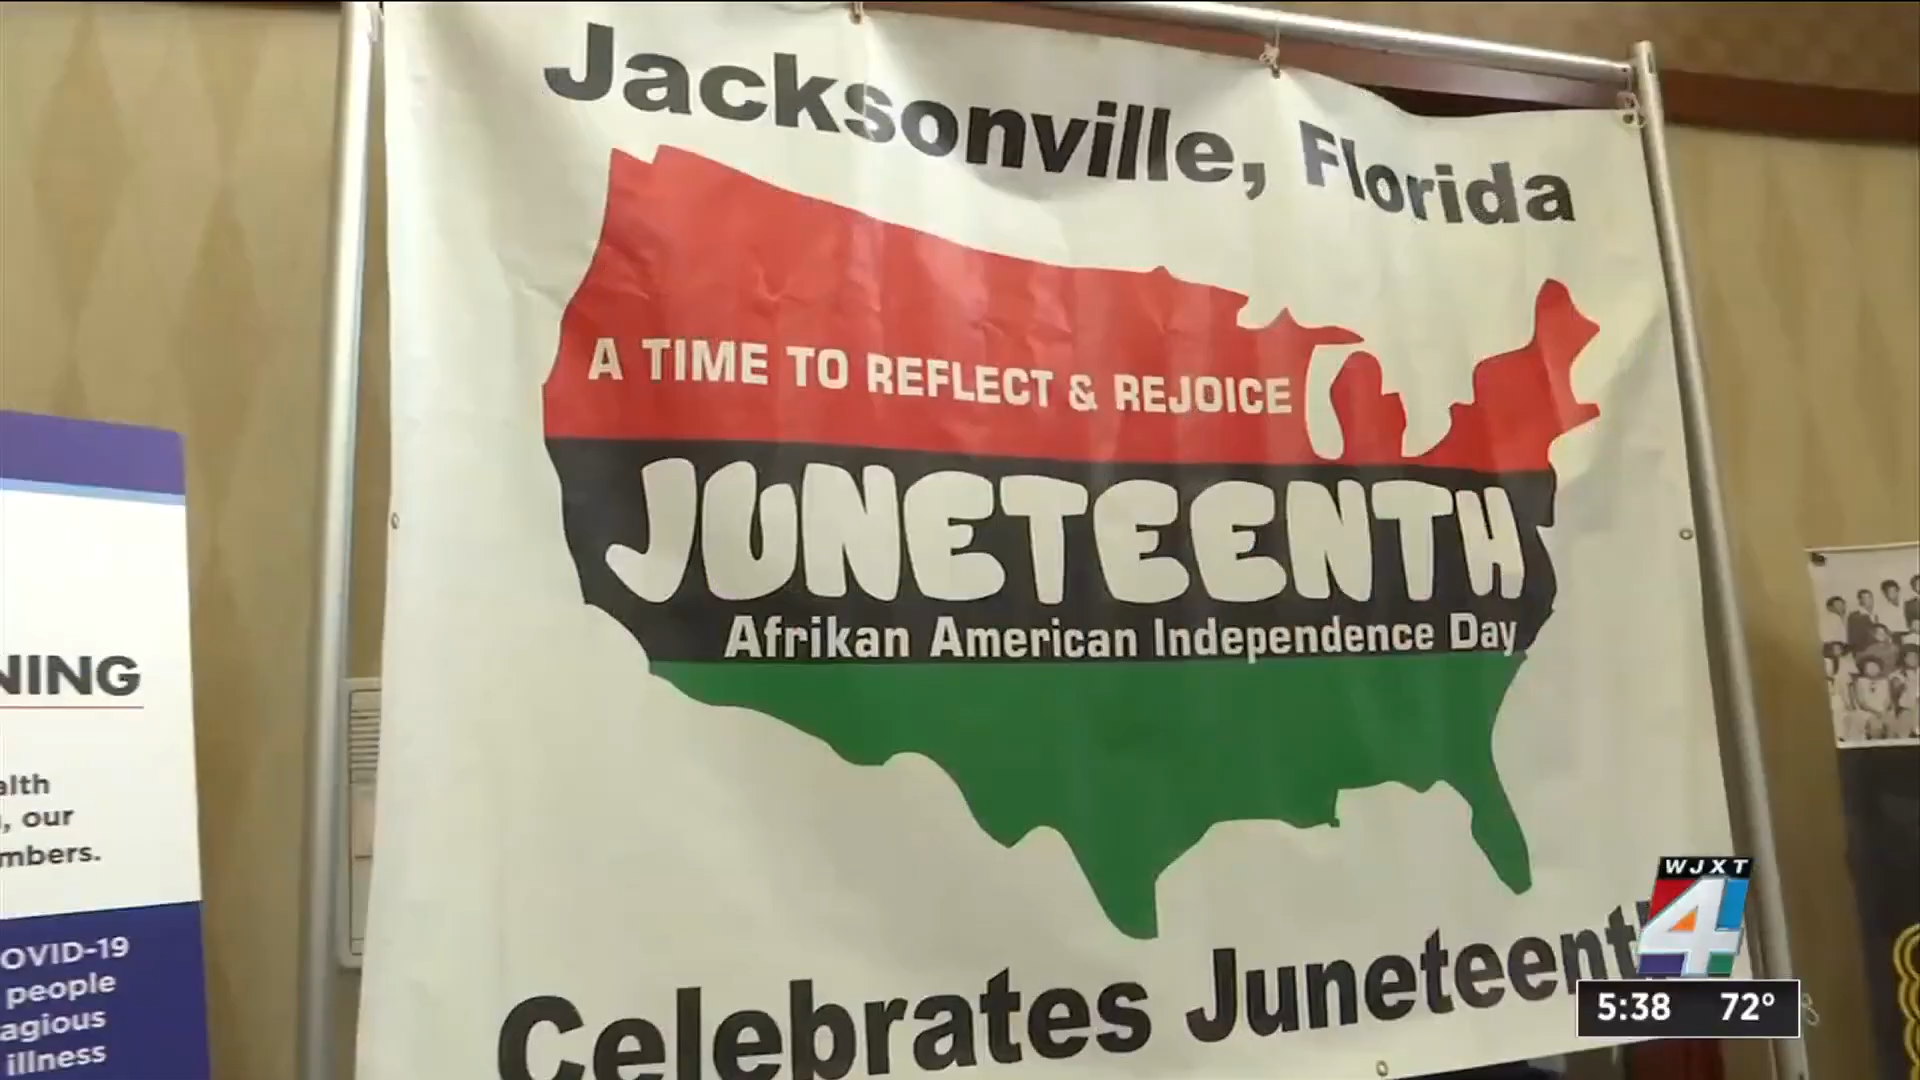 Jacksonville, Florida
A TIME TO REFLECT & REJOICE
JUNETEENTH
Afrikan American Independence Day
Celebrates Juneteent
NING
alth
, our
mbers.
OVID-19
people
agious
illness
WJXT
4
5:38 72°